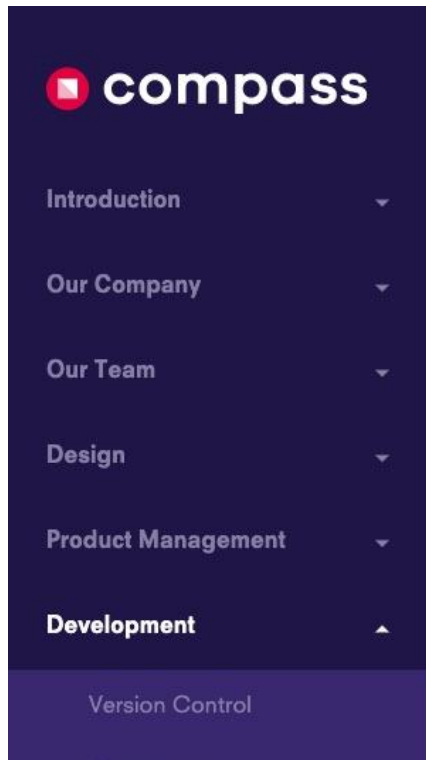 compass
Introduction
Our Company
Our Team
Design
Product Management
Development
Version Control